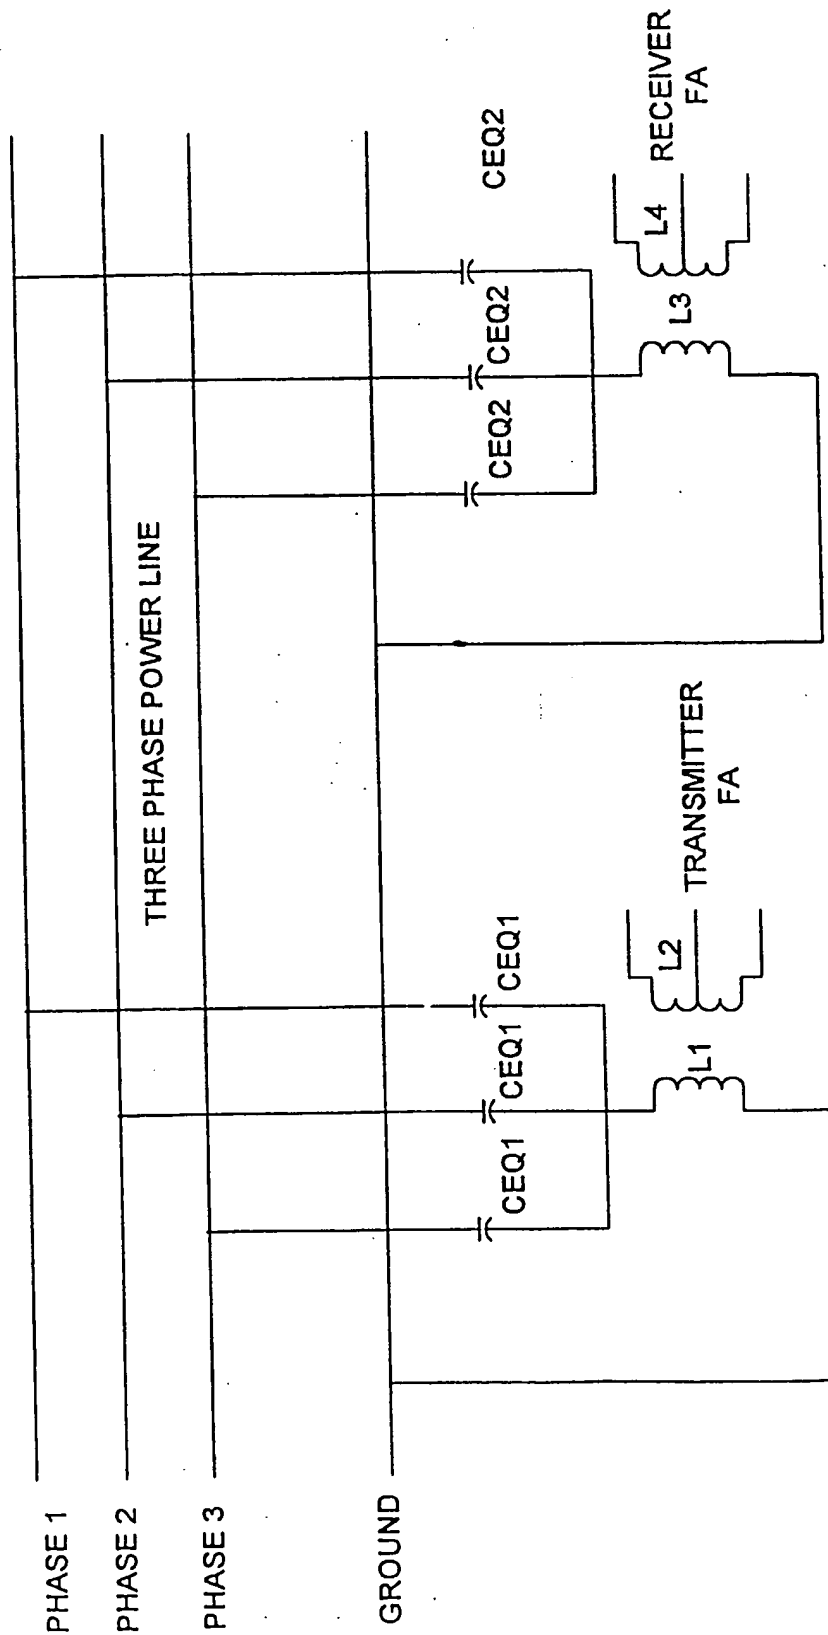 PHASE 1
PHASE 2
PHASE 3
GROUND
THREE PHASE POWER LINE
CEQ1
CEQ1
CEQ1
L1
L2
TRANSMITTER
FA
CEQ2
CEQ2
CEQ2
L3
L4
RECEIVER
FA